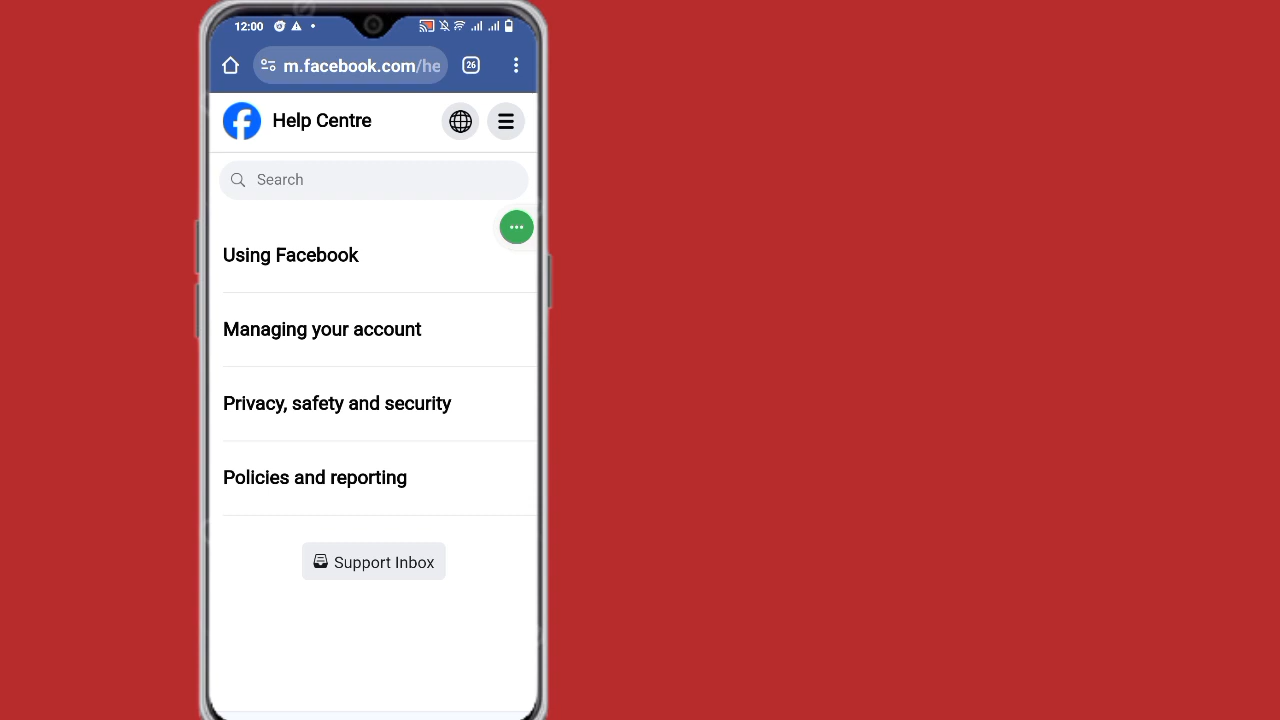 12:00
m.facebook.com/he
26
Help Centre
Search
Using Facebook
Managing your account
Privacy, safety and security
Policies and reporting
Support Inbox